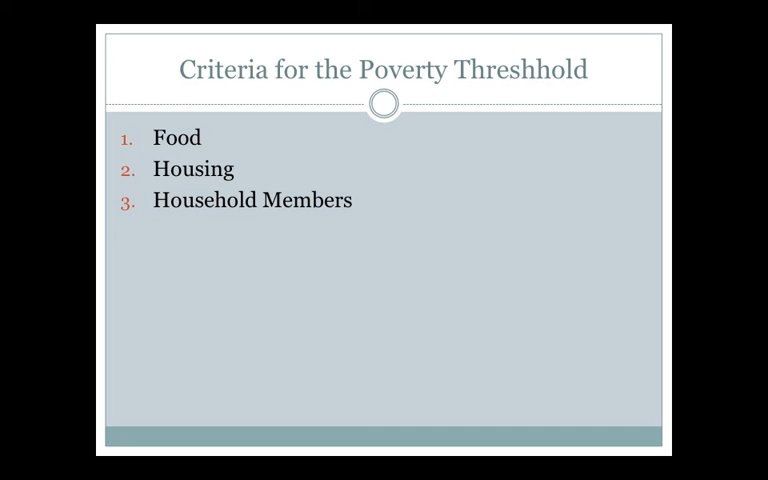 Criteria for the Poverty Threshhold
1. Food
2. Housing
3. Household Members